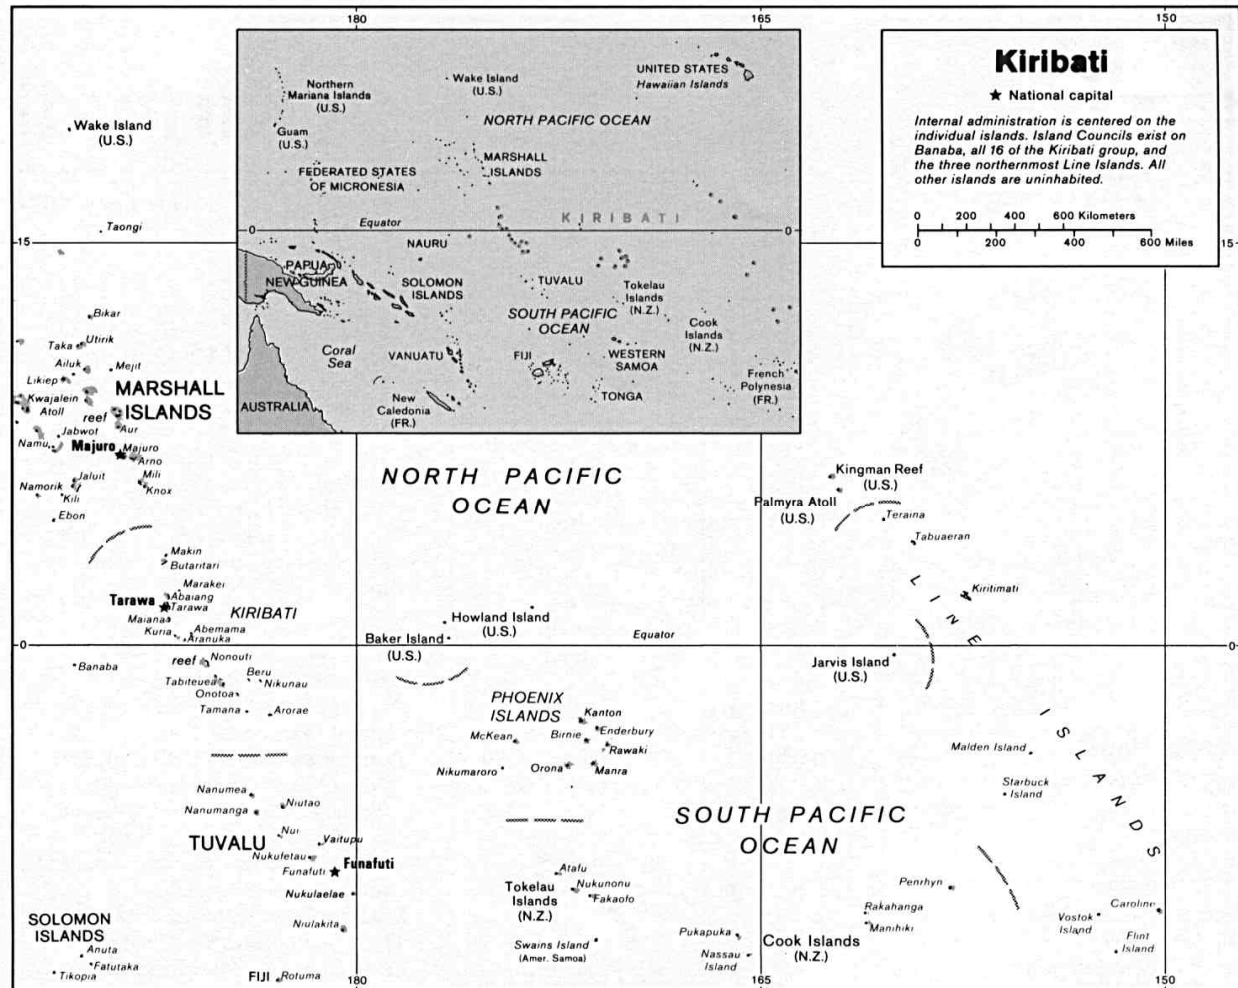 180
165
150
Kiribati
★ National capital
Internal administration is centered on the
individual islands. Island Councils exist on
Banaba, all 16 of the Kiribati group, and
the three northernmost Line Islands. All
other islands are uninhabited.
0 200 400 600 Kilometers
0 200 400 600 Miles
Northern
Mariana Islands
(U.S.)
Wake Island
(U.S.)
UNITED STATES
Hawaiian Islands
Guam
(U.S.)
NORTH PACIFIC OCEAN
MARSHALL
ISLANDS
FEDERATED STATES
OF MICRONESIA
KIRIBATI
Equator
0
0
NAURU
PAPUA
NEW GUINEA
SOLOMON
ISLANDS
TUVALU
Tokelau
Islands
(N.Z.)
SOUTH PACIFIC
OCEAN
Cook
Islands
(N.Z.)
Coral
Sea
VANUATU
FIJI
WESTERN
SAMOA
French
Polynesia
(FR.)
New
Caledonia
(FR.)
TONGA
AUSTRALIA
Wake Island
(U.S.)
Taongi
15
15
Bikar
Utirik
Taka
Ailuk
Mejit
Likiep
MARSHALL
ISLANDS
Kwajalein
Atoll
reef
Aur
Jabwot
Namu
Majuro
Majuro
Arno
Jaluit
Mili
Namorik
Kili
Knox
Ebon
NORTH PACIFIC
OCEAN
Kingman Reef
(U.S.)
Palmyra Atoll
(U.S.)
Teraina
Tabuaeran
Kiritimati
LINE
Makin
Butaritari
Marakei
Abaiang
Tarawa
Tarawa
KIRIBATI
Maiana
Kuria
Abemama
Aranuka
Howland Island
(U.S.)
Baker Island
(U.S.)
Equator
0
0
Jarvis Island
(U.S.)
Banaba
reef
Nonouti
Beru
Tabiteuea
Nikunau
Onotoa
Tamana
Arorae
PHOENIX
ISLANDS
Kanton
McKean
Birnie
Enderbury
Rawaki
Nikumaroro
Orona
Manra
ISLANDS
Malden Island
Starbuck
Island
Nanumea
Niutao
Nanumanga
Nui
TUVALU
Vaitupu
Nukufetau
Funafuti
Funafuti
Nukulaelae
Niulakita
SOUTH PACIFIC
OCEAN
Atafu
Nukunonu
Tokelau
Islands
(N.Z.)
Fakaofo
Swains Island
(Amer. Samoa)
Penrhyn
Rakahanga
Manihiki
Pukapuka
Nassau
Island
Cook Islands
(N.Z.)
Caroline
Vostok
Island
Flint
Island
SOLOMON
ISLANDS
Anuta
Fatutaka
Tikopia
FIJI
Rotuma
180
165
150